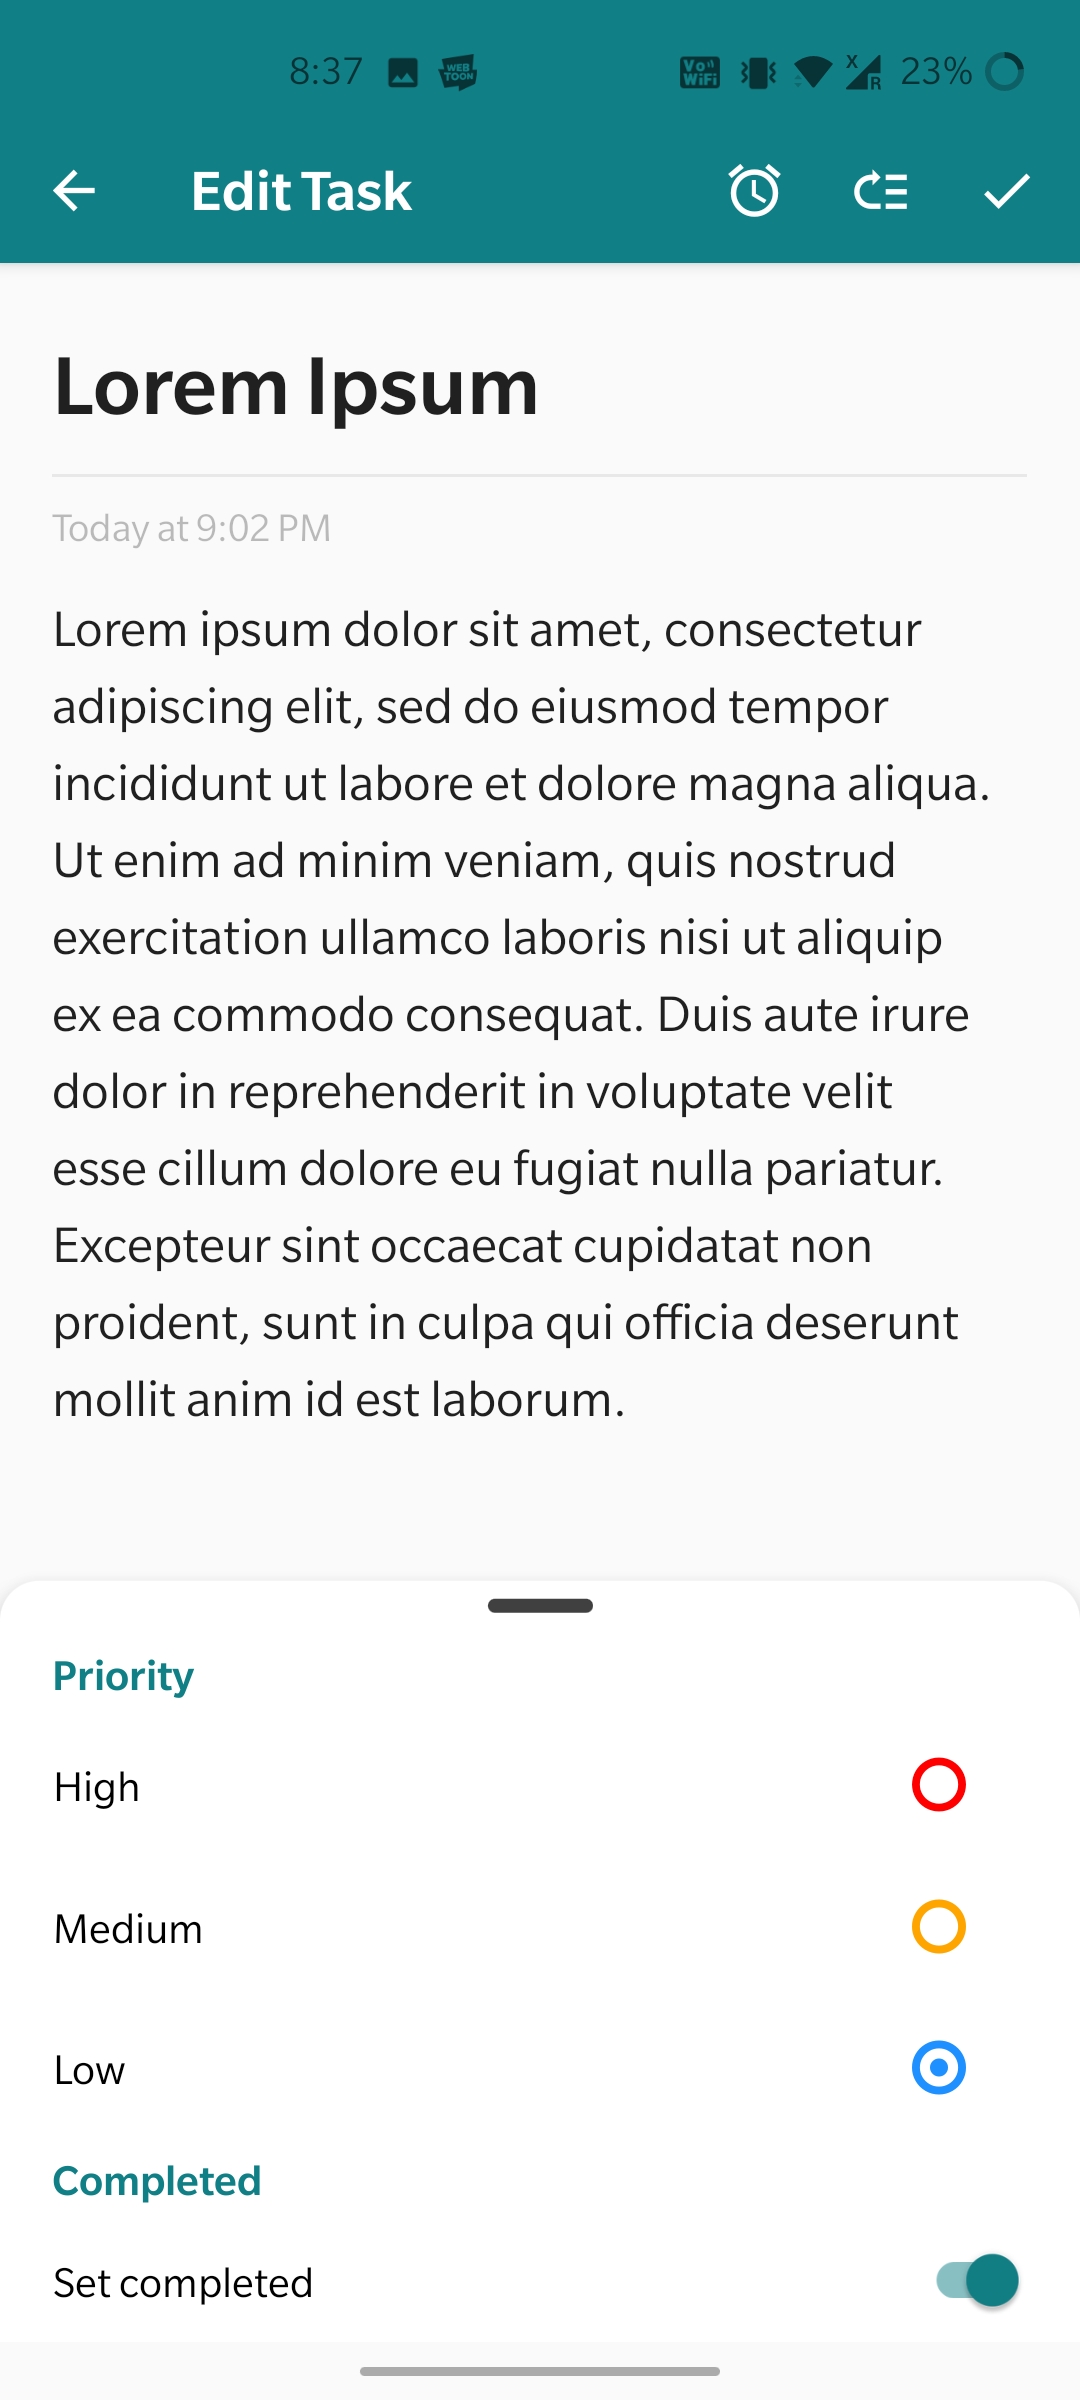 8:37 WEB TOON Vo WiFi X R 23%
Edit Task
Lorem Ipsum
Today at 9:02 PM
Lorem ipsum dolor sit amet, consectetur
adipiscing elit, sed do eiusmod tempor
incididunt ut labore et dolore magna aliqua.
Ut enim ad minim veniam, quis nostrud
exercitation ullamco laboris nisi ut aliquip
ex ea commodo consequat. Duis aute irure
dolor in reprehenderit in voluptate velit
esse cillum dolore eu fugiat nulla pariatur.
Excepteur sint occaecat cupidatat non
proident, sunt in culpa qui officia deserunt
mollit anim id est laborum.
Priority
High
Medium
Low
Completed
Set completed